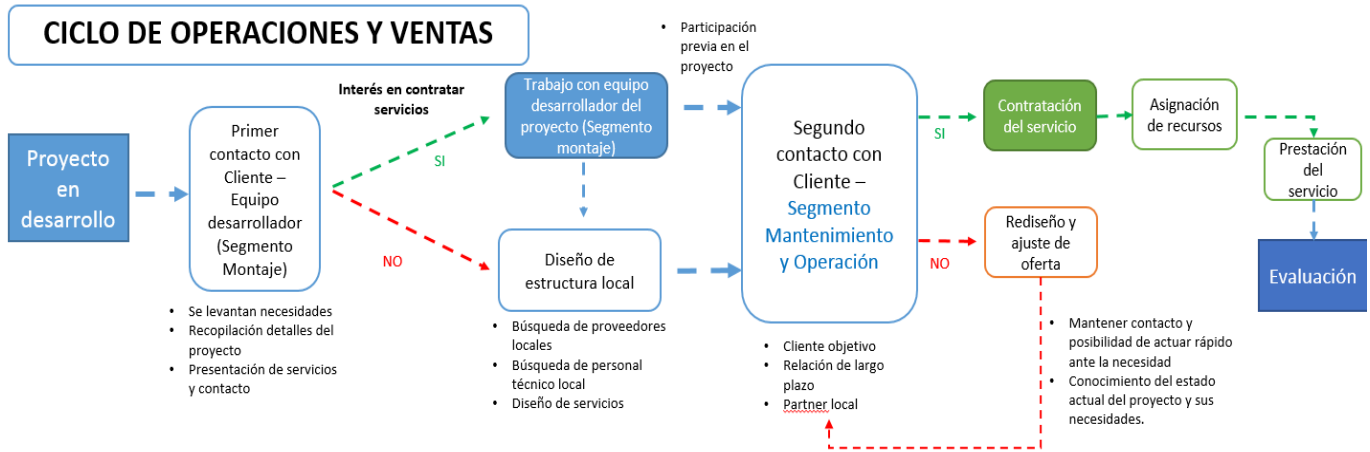 CICLO DE OPERACIONES Y VENTAS
Proyecto
en
desarrollo
Primer
contacto con
Cliente –
Equipo
desarrollador
(Segmento
Montaje)
• Se levantan necesidades
• Recopilación detalles del
proyecto
• Presentación de servicios
y contacto
Interés en contratar
servicios
SI
NO
Trabajo con equipo
desarrollador del
proyecto (Segmento
montaje)
Diseño de
estructura local
• Búsqueda de proveedores
locales
• Búsqueda de personal
técnico local
• Diseño de servicios
• Participación
previa en el
proyecto
Segundo
contacto con
Cliente –
Segmento
Mantenimiento
y Operación
• Cliente objetivo
• Relación de largo
plazo
• Partner local
SI
NO
Contratación
del servicio
Asignación
de recursos
Prestación del
servicio
Evaluación
Rediseño y
ajuste de
oferta
• Mantener contacto y
posibilidad de actuar rápido
ante la necesidad
• Conocimiento del estado
actual del proyecto y sus
necesidades.